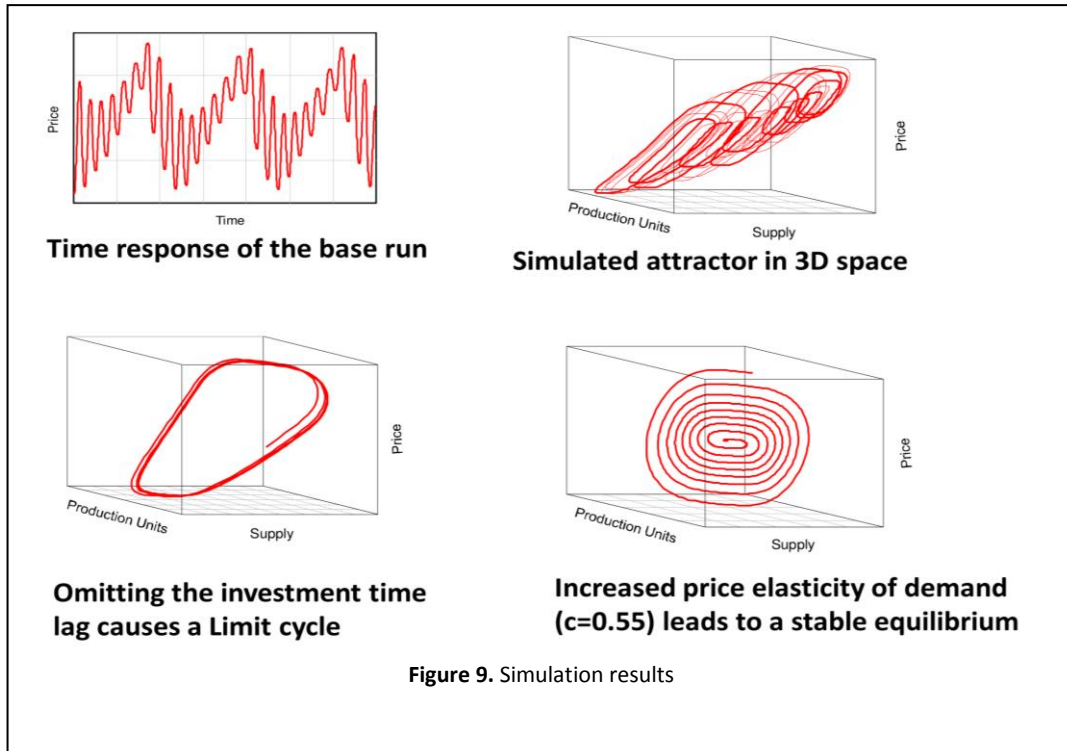 Price
Time
Time response of the base run
Price
Production Units
Supply
Simulated attractor in 3D space
Price
Production Units
Supply
Omitting the investment time
lag causes a Limit cycle
Price
Production Units
Supply
Increased price elasticity of demand
(c=0.55) leads to a stable equilibrium
Figure 9. Simulation results